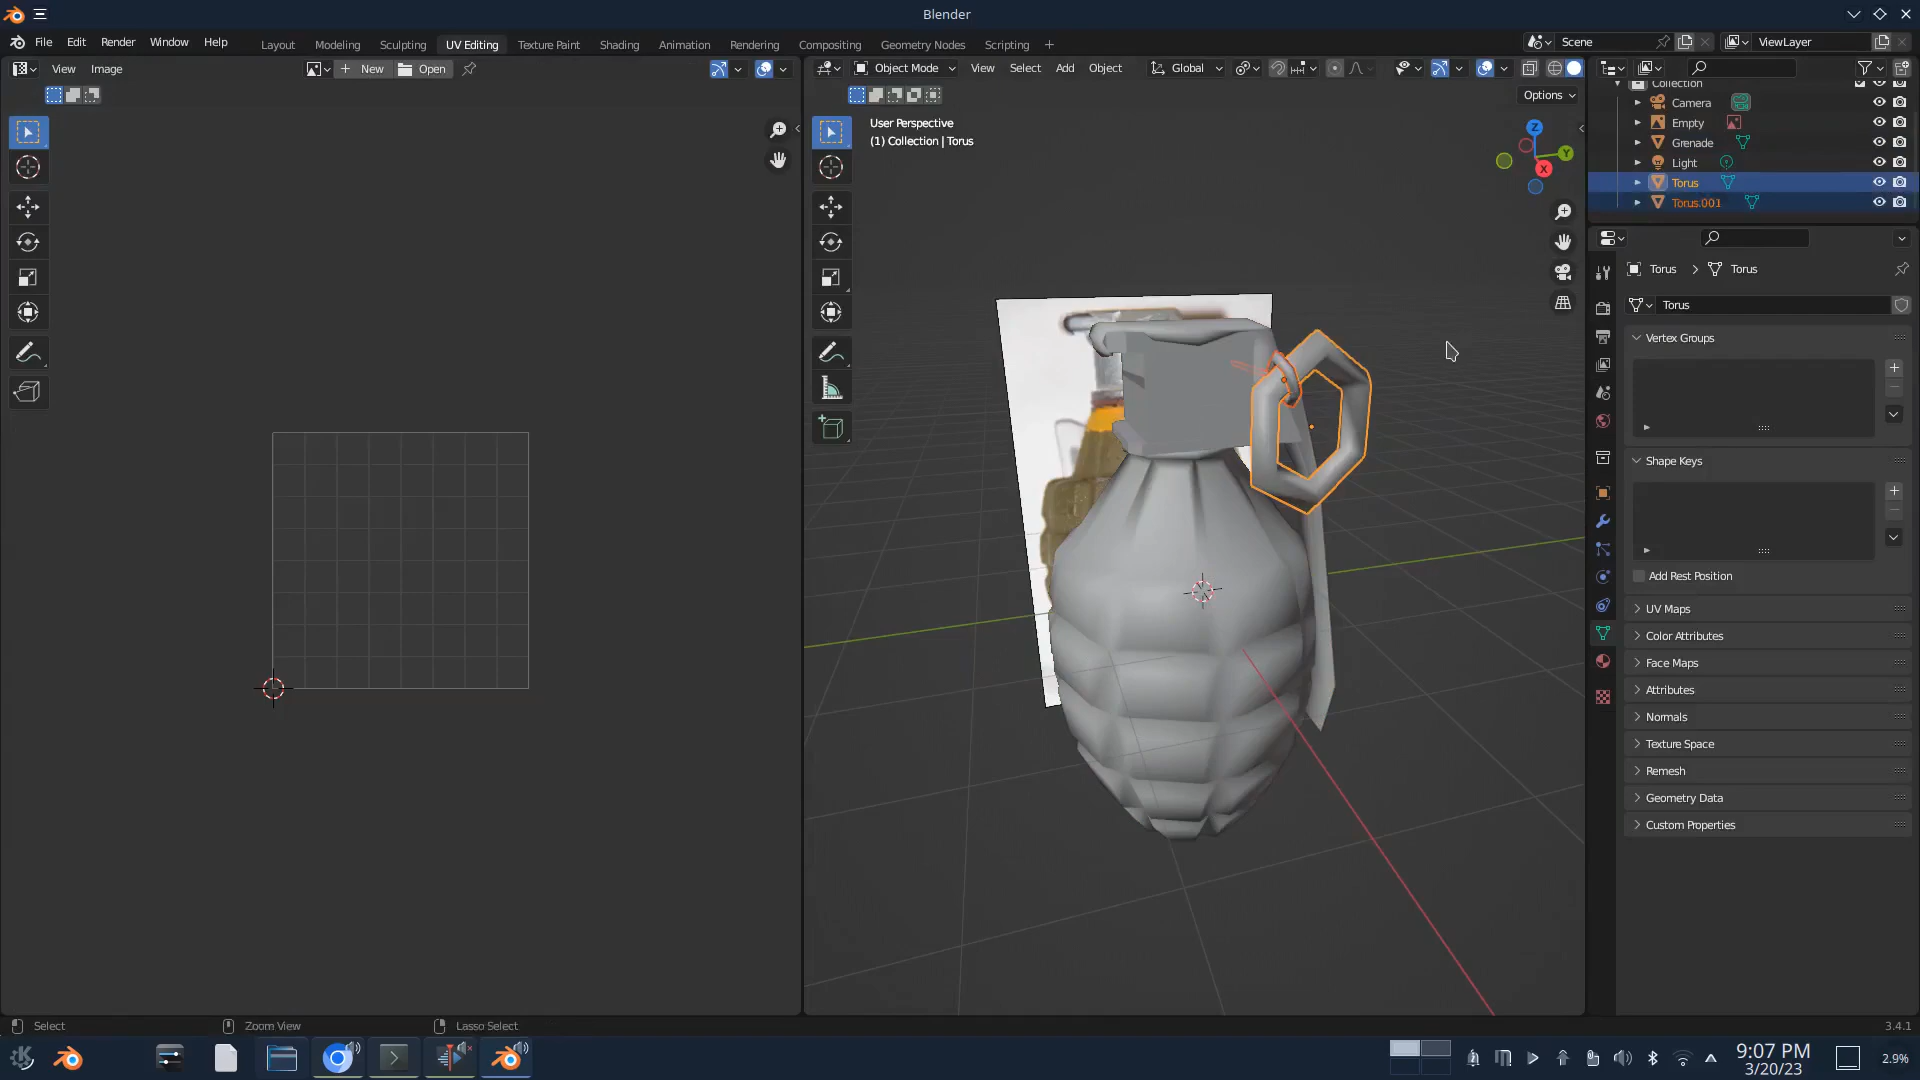 Blender
File Edit Render Window Help
Layout Modeling Sculpting UV Editing Texture Paint Shading Animation Rendering Compositing Geometry Nodes Scripting +
Scene
ViewLayer
View Image
New Open
Object Mode View Select Add Object
Global
Options
User Perspective
(1) Collection | Torus
Z
Y
X
Collection
Camera
Empty
Grenade
Light
Torus
Torus.001
Torus > Torus
Torus
Vertex Groups
Shape Keys
Add Rest Position
UV Maps
Color Attributes
Face Maps
Attributes
Normals
Texture Space
Remesh
Geometry Data
Custom Properties
Select Zoom View Lasso Select
3.4.1
9:07 PM
3/20/23
2.9%